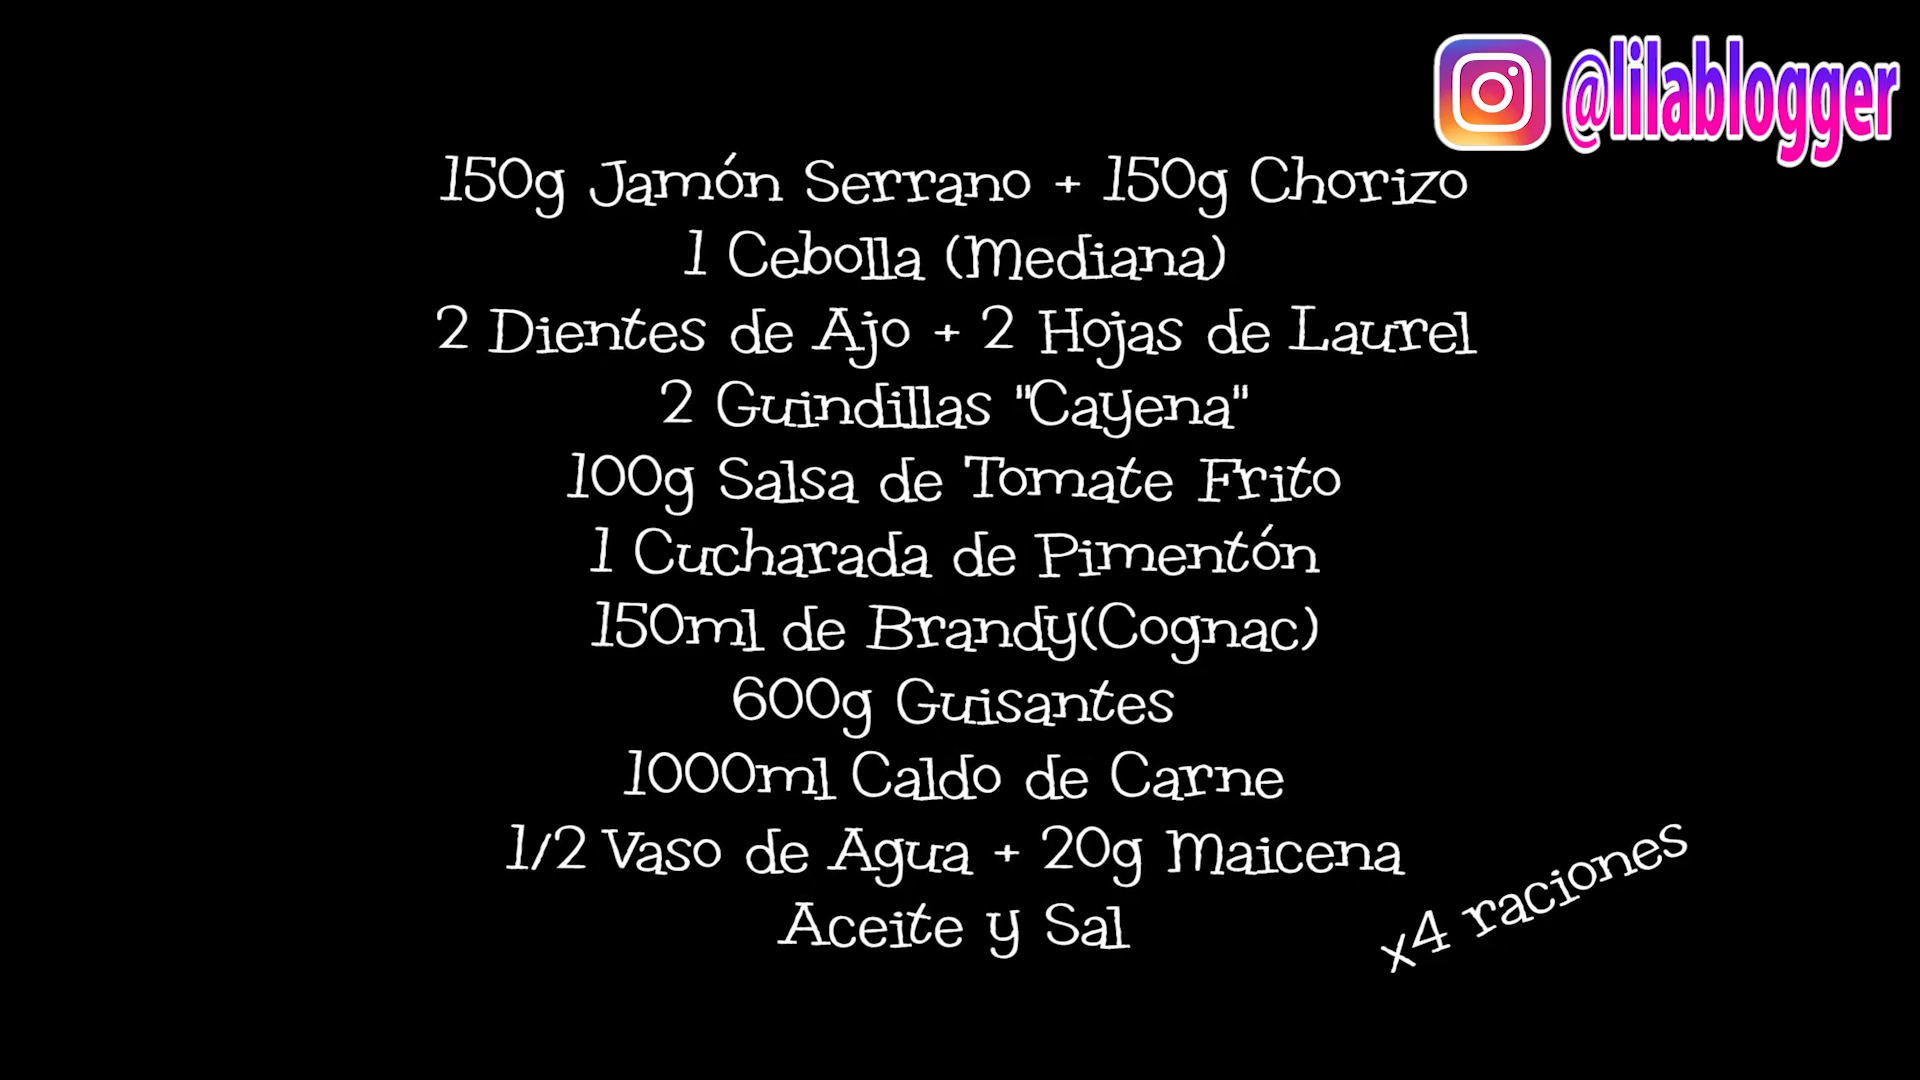 @lilablogger
150g Jamón Serrano + 150g Chorizo
1 Cebolla (Mediana)
2 Dientes de Ajo + 2 Hojas de Laurel
2 Guindillas "Cayena"
100g Salsa de Tomate Frito
1 Cucharada de Pimentón
150ml de Brandy(Cognac)
600g Guisantes
1000ml Caldo de Carne
1/2 Vaso de Agua + 20g Maicena
Aceite y Sal
x4 raciones